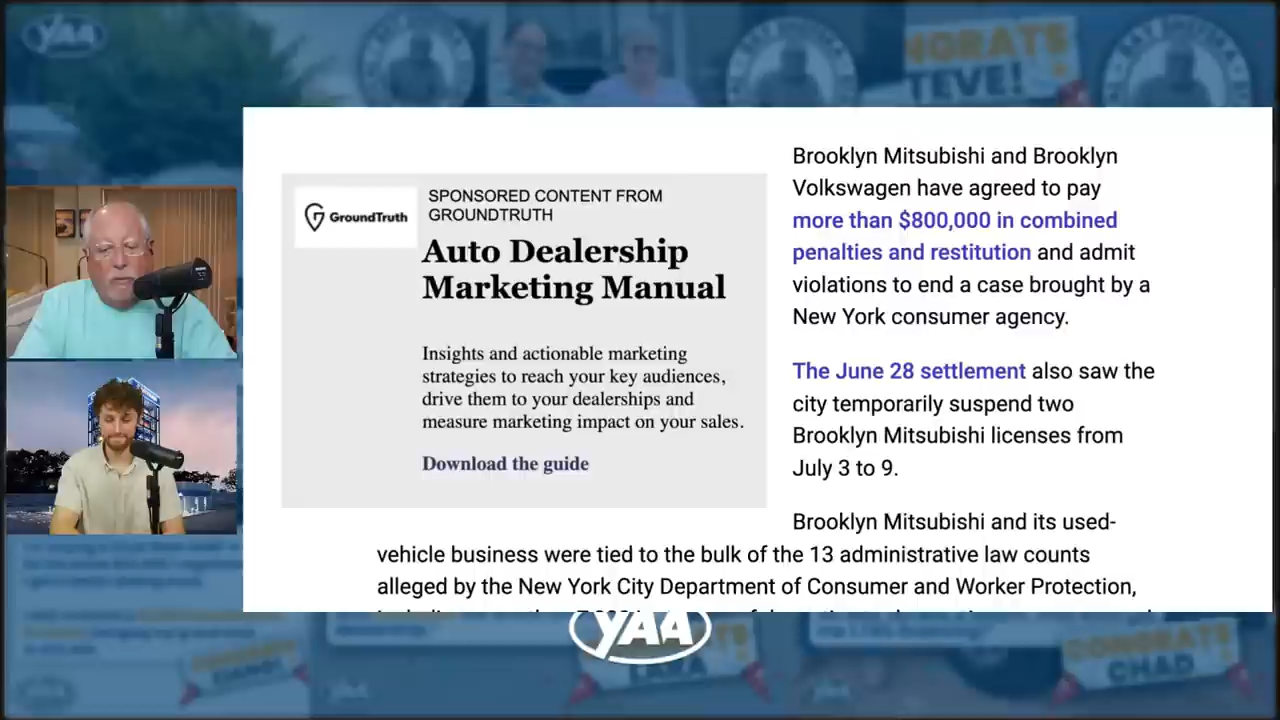 YAA
NGRATS
TEVE!
GroundTruth
SPONSORED CONTENT FROM
GROUNDTRUTH
Auto Dealership
Marketing Manual
Insights and actionable marketing
strategies to reach your key audiences,
drive them to your dealerships and
measure marketing impact on your sales.
Download the guide
Brooklyn Mitsubishi and Brooklyn
Volkswagen have agreed to pay
more than $800,000 in combined
penalties and restitution and admit
violations to end a case brought by a
New York consumer agency.
The June 28 settlement also saw the
city temporarily suspend two
Brooklyn Mitsubishi licenses from
July 3 to 9.
Brooklyn Mitsubishi and its used-
vehicle business were tied to the bulk of the 13 administrative law counts
alleged by the New York City Department of Consumer and Worker Protection,
YAA
CONGRATS
CHAD